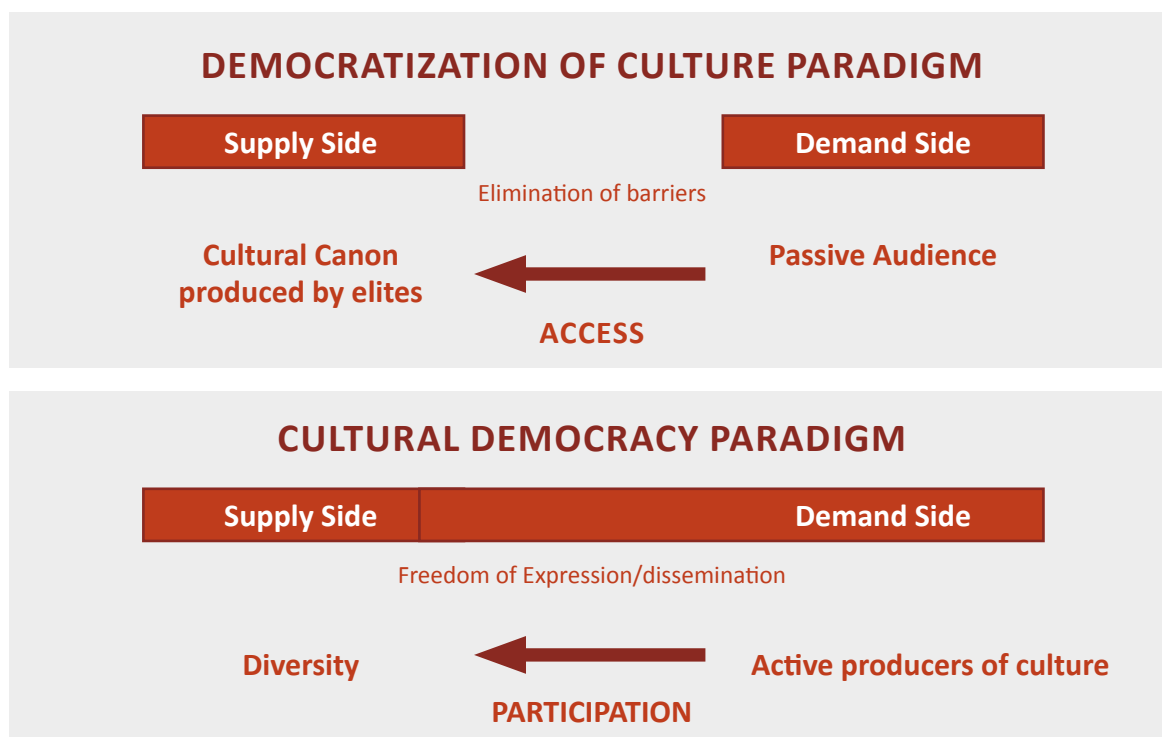 DEMOCRATIZATION OF CULTURE PARADIGM
Supply Side
Demand Side
Elimination of barriers
Cultural Canon
produced by elites
Passive Audience
ACCESS
CULTURAL DEMOCRACY PARADIGM
Supply Side
Demand Side
Freedom of Expression/dissemination
Diversity
Active producers of culture
PARTICIPATION